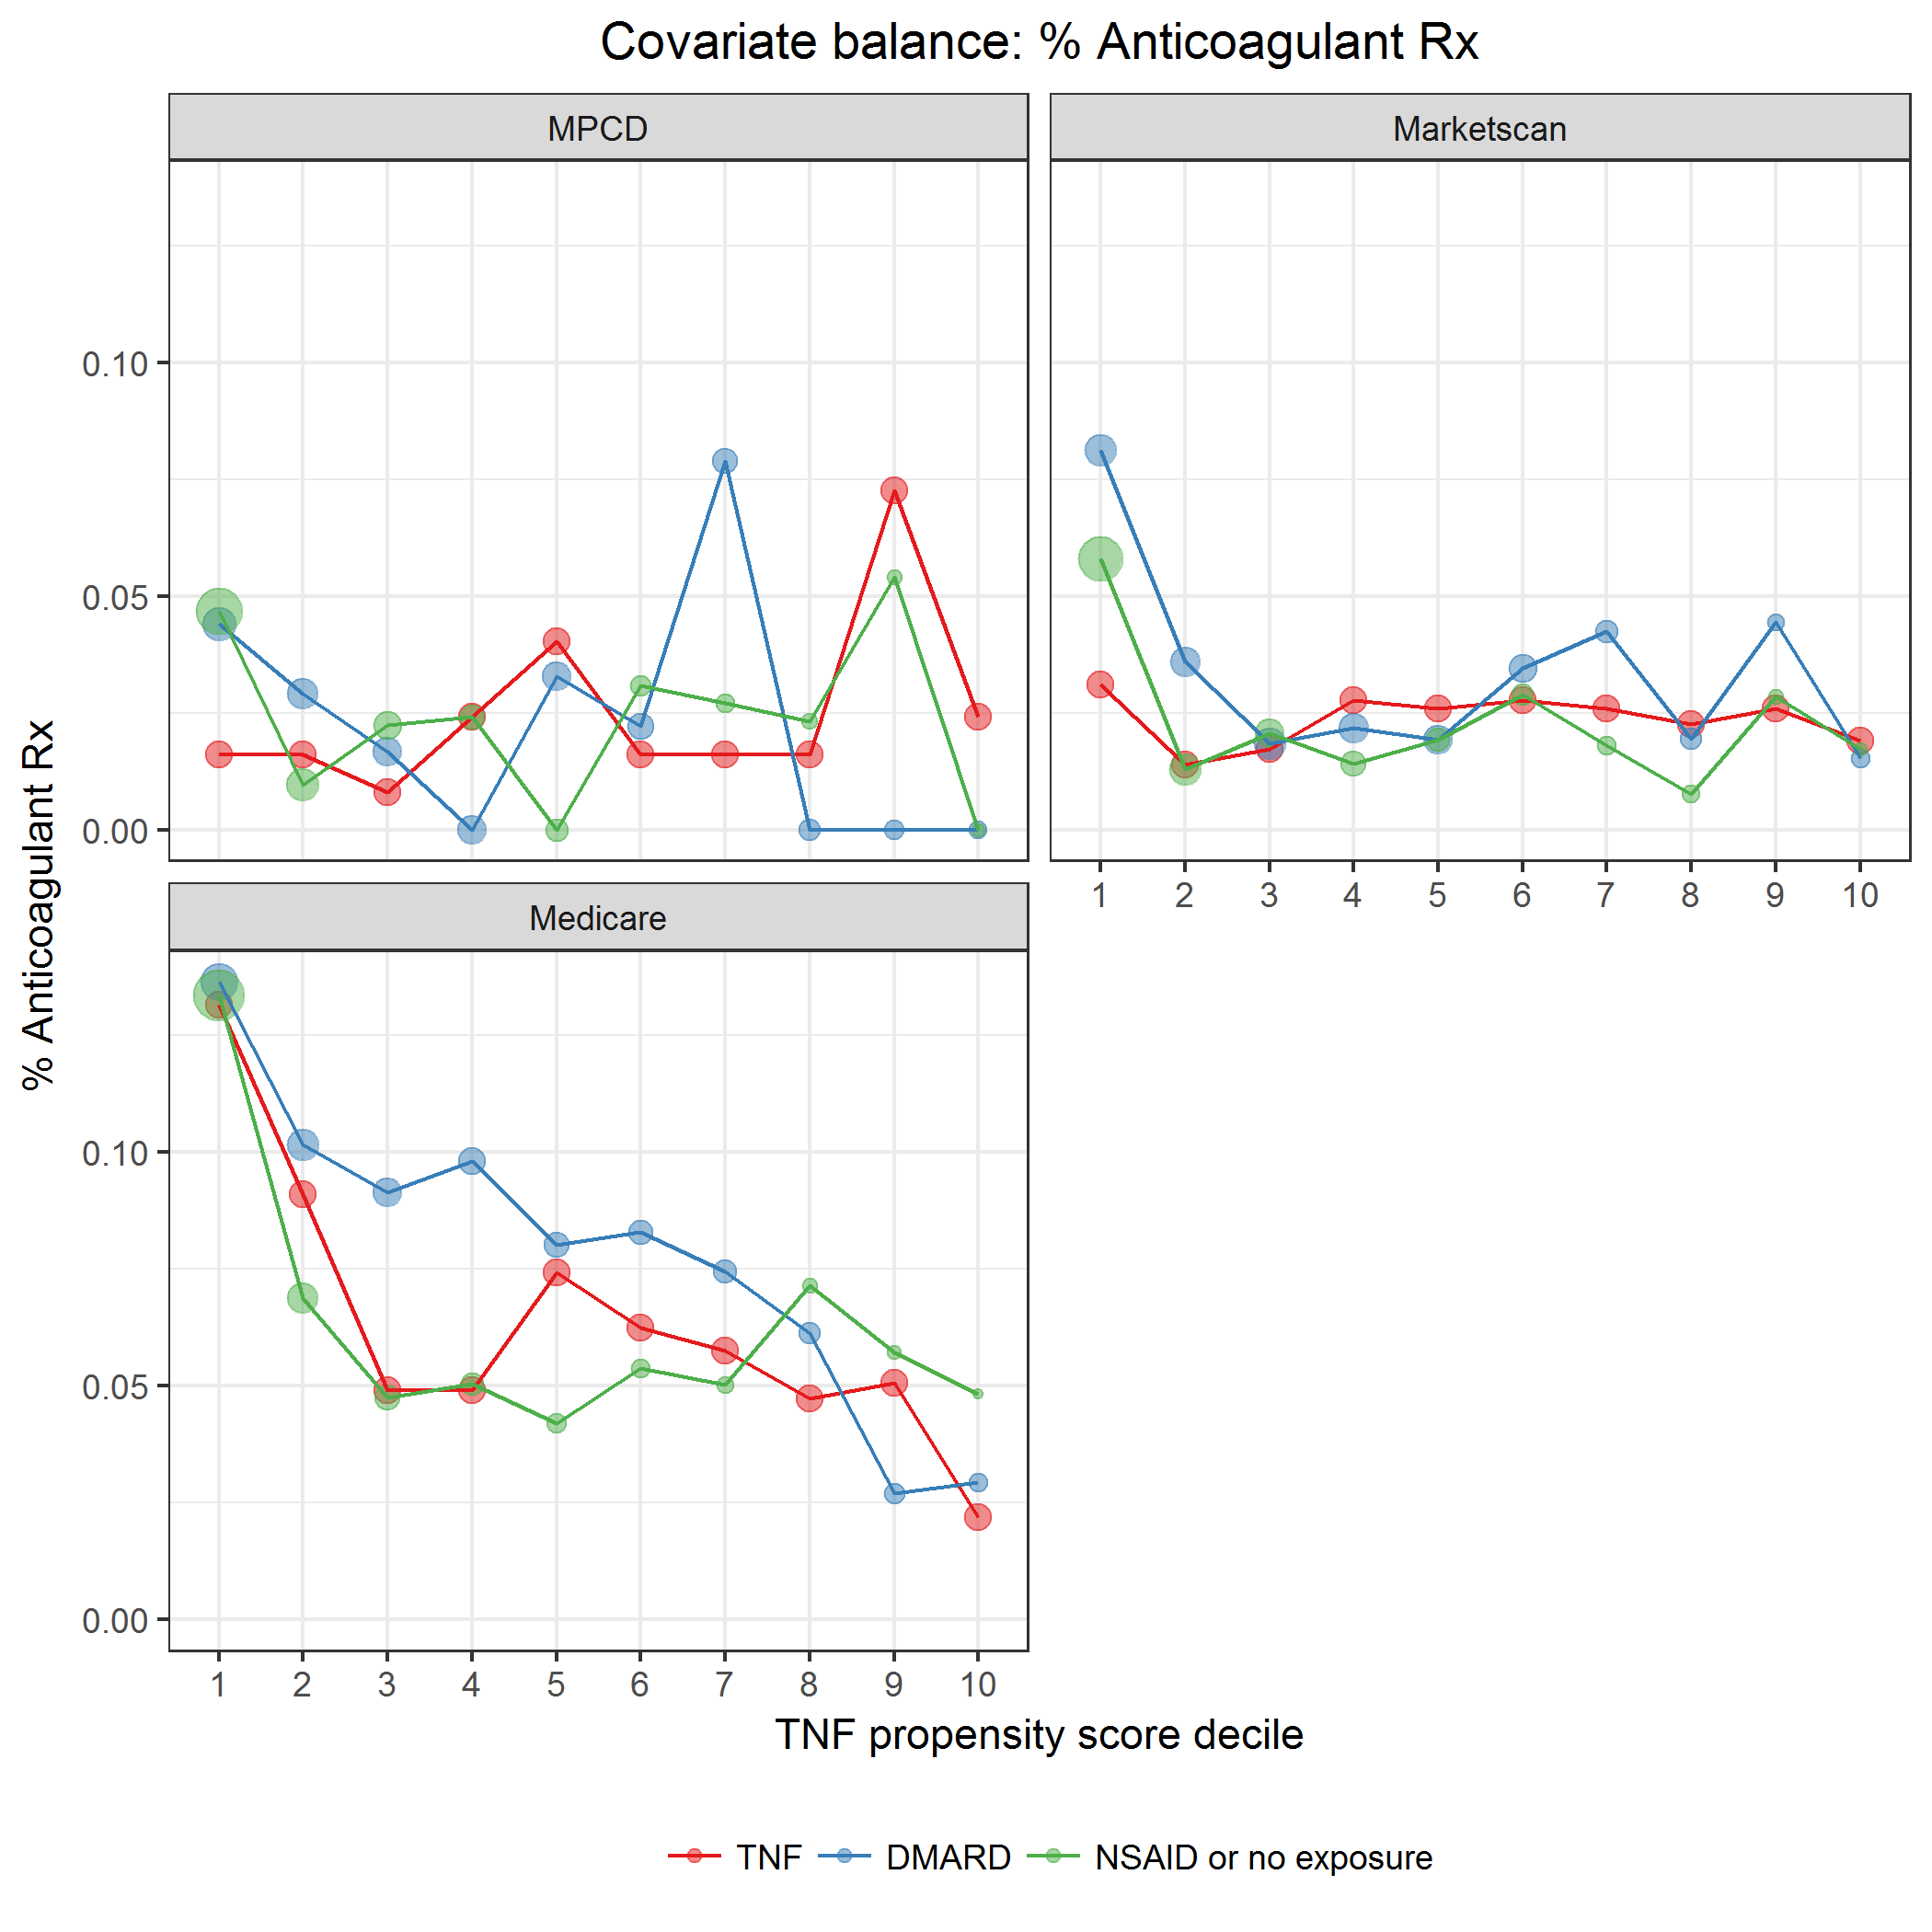 Covariate balance: % Anticoagulant Rx
MPCD
Marketscan
0.10
0.05
0.00
1 2 3 4 5 6 7 8 9 10
% Anticoagulant Rx
Medicare
0.10
0.05
0.00
1 2 3 4 5 6 7 8 9 10
TNF propensity score decile
TNF DMARD NSAID or no exposure